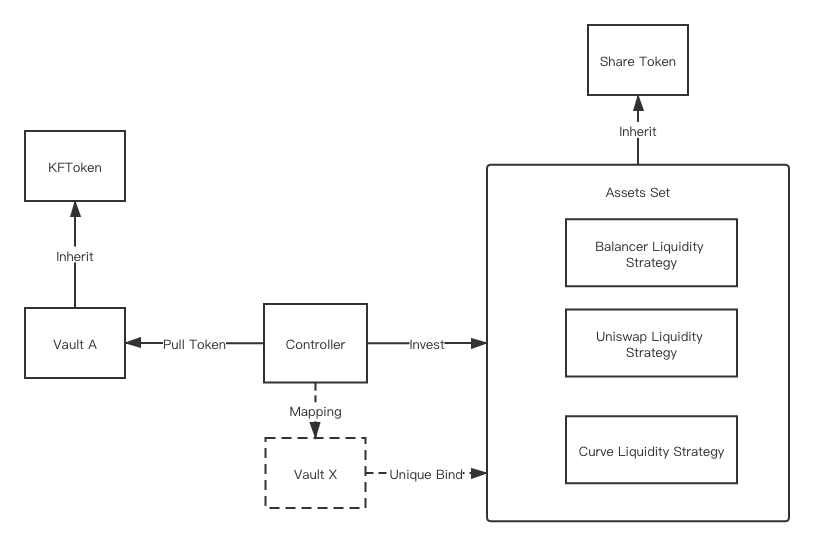 Share Token
Inherit
KFToken
Inherit
Vault A
Pull Token
Controller
Invest
Mapping
Vault X
Unique Bind
Assets Set
Balancer Liquidity
Strategy
Uniswap Liquidity
Strategy
Curve Liquidity Strategy